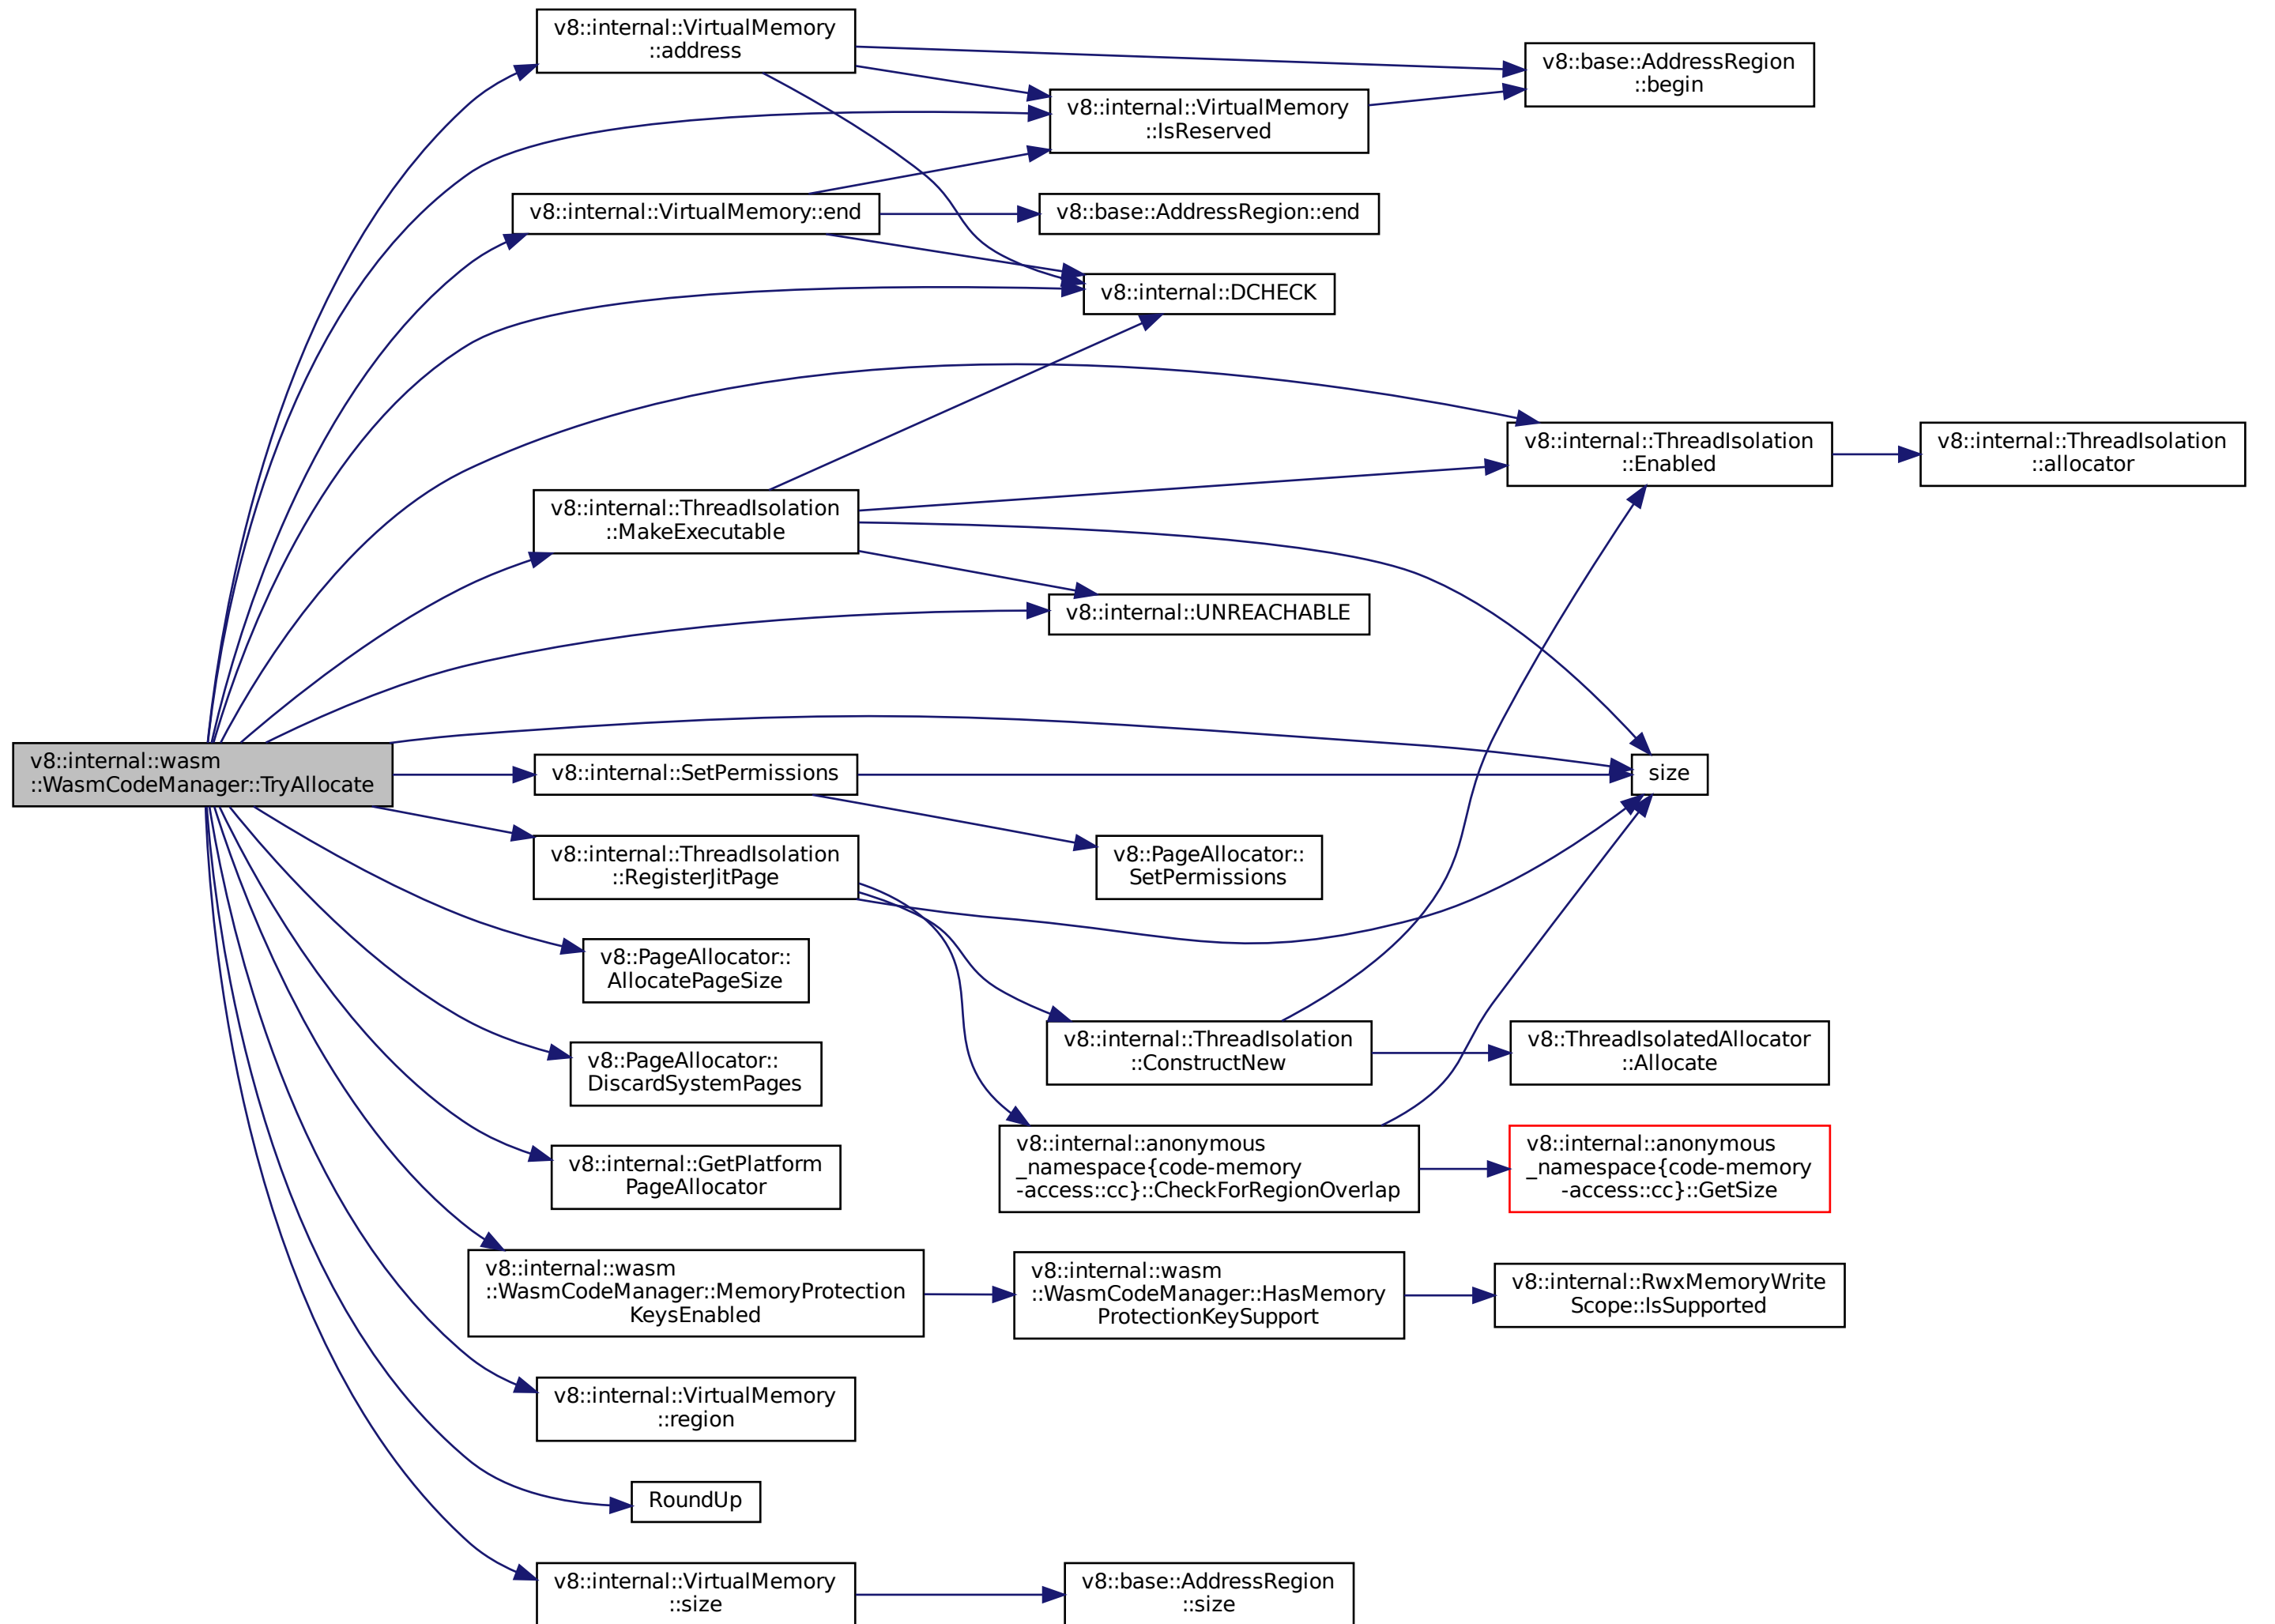 v8::internal::VirtualMemory
::address
v8::base::AddressRegion
::begin
v8::internal::VirtualMemory
::IsReserved
v8::internal::VirtualMemory::end
v8::base::AddressRegion::end
v8::internal::DCHECK
v8::internal::ThreadIsolation
::Enabled
v8::internal::ThreadIsolation
::allocator
v8::internal::ThreadIsolation
::MakeExecutable
v8::internal::UNREACHABLE
v8::internal::wasm
::WasmCodeManager::TryAllocate
v8::internal::SetPermissions
size
v8::internal::ThreadIsolation
::RegisterJitPage
v8::PageAllocator::
SetPermissions
v8::PageAllocator::
AllocatePageSize
v8::internal::ThreadIsolation
::ConstructNew
v8::ThreadIsolatedAllocator
::Allocate
v8::PageAllocator::
DiscardSystemPages
v8::internal::anonymous
_namespace{code-memory
-access::cc}::CheckForRegionOverlap
v8::internal::anonymous
_namespace{code-memory
-access::cc}::GetSize
v8::internal::GetPlatform
PageAllocator
v8::internal::wasm
::WasmCodeManager::MemoryProtection
KeysEnabled
v8::internal::wasm
::WasmCodeManager::HasMemory
ProtectionKeySupport
v8::internal::RwxMemoryWrite
Scope::IsSupported
v8::internal::VirtualMemory
::region
RoundUp
v8::internal::VirtualMemory
::size
v8::base::AddressRegion
::size